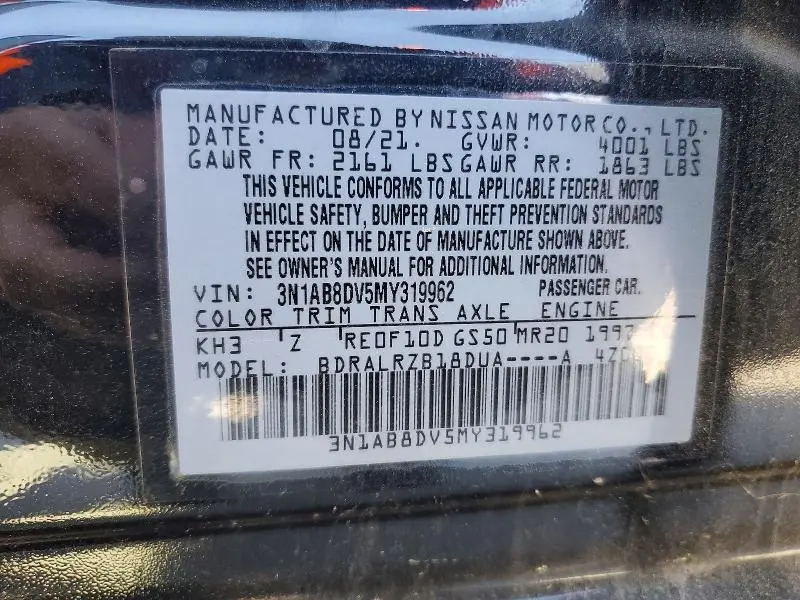 MANUFACTURED BY NISSAN MOTOR CO., LTD.
DATE: 08/21. GVWR: 4001 LBS
GAWR FR: 2161 LBS GAWR RR: 1863 LBS
THIS VEHICLE CONFORMS TO ALL APPLICABLE FEDERAL MOTOR
VEHICLE SAFETY, BUMPER AND THEFT PREVENTION STANDARDS
IN EFFECT ON THE DATE OF MANUFACTURE SHOWN ABOVE.
SEE OWNER'S MANUAL FOR ADDITIONAL INFORMATION.
VIN: 3N1AB8DV5MY319962 PASSENGER CAR.
COLOR TRIM TRANS AXLE ENGINE
KH3 Z RE0F10D GS50 MR20
MODEL: BDRALRZB18DUA----A
3N1AB8DV5MY319962